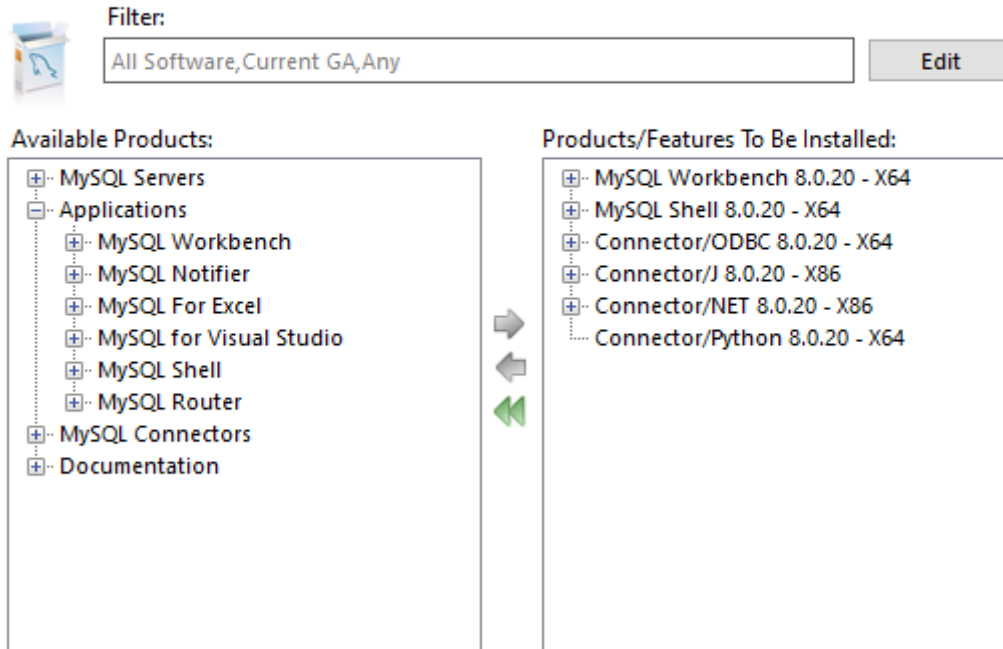 Filter:
All Software,Current GA,Any
Edit
Available Products:
MySQL Servers
Applications
MySQL Workbench
MySQL Notifier
MySQL For Excel
MySQL for Visual Studio
MySQL Shell
MySQL Router
MySQL Connectors
Documentation
Products/Features To Be Installed:
MySQL Workbench 8.0.20 - X64
MySQL Shell 8.0.20 - X64
Connector/ODBC 8.0.20 - X64
Connector/J 8.0.20 - X86
Connector/NET 8.0.20 - X86
Connector/Python 8.0.20 - X64